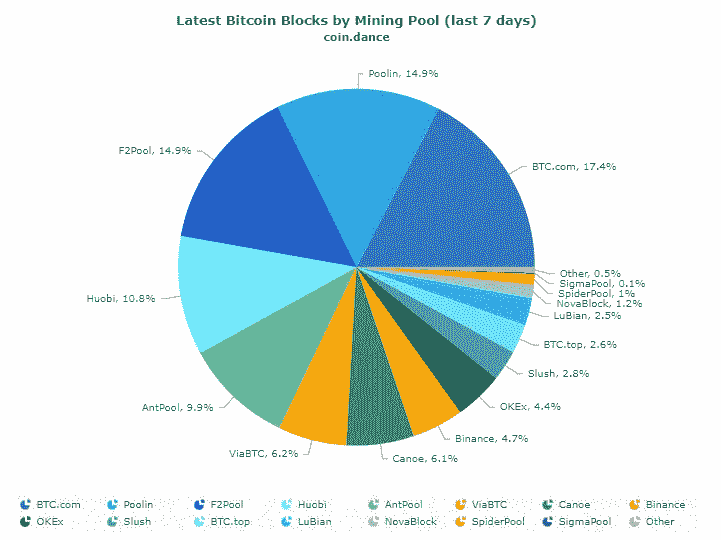 Latest Bitcoin Blocks by Mining Pool (last 7 days)
coin.dance
Poolin, 14.9%
F2Pool, 14.9%
BTC.com, 17.4%
Other, 0.5%
SigmaPool, 0.1%
SpiderPool, 1%
NovaBlock, 1.2%
Huobi, 10.8%
LuBian, 2.5%
BTC.top, 2.6%
Slush, 2.8%
AntPool, 9.9%
OKEx, 4.4%
Binance, 4.7%
ViaBTC, 6.2%
Canoe, 6.1%
BTC.com Poolin F2Pool Huobi AntPool ViaBTC Canoe Binance
OKEx Slush BTC.top LuBian NovaBlock SpiderPool SigmaPool Other